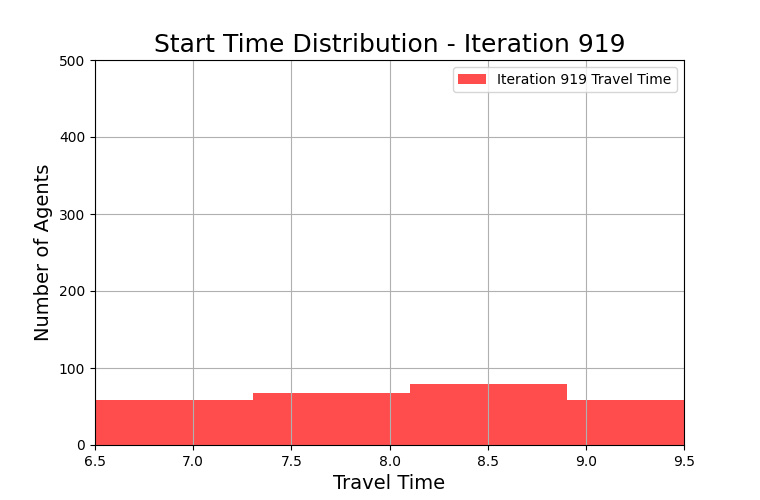 Start Time Distribution - Iteration 919
Iteration 919 Travel Time
Number of Agents
500
400
300
200
100
0
6.5 7.0 7.5 8.0 8.5 9.0 9.5
Travel Time